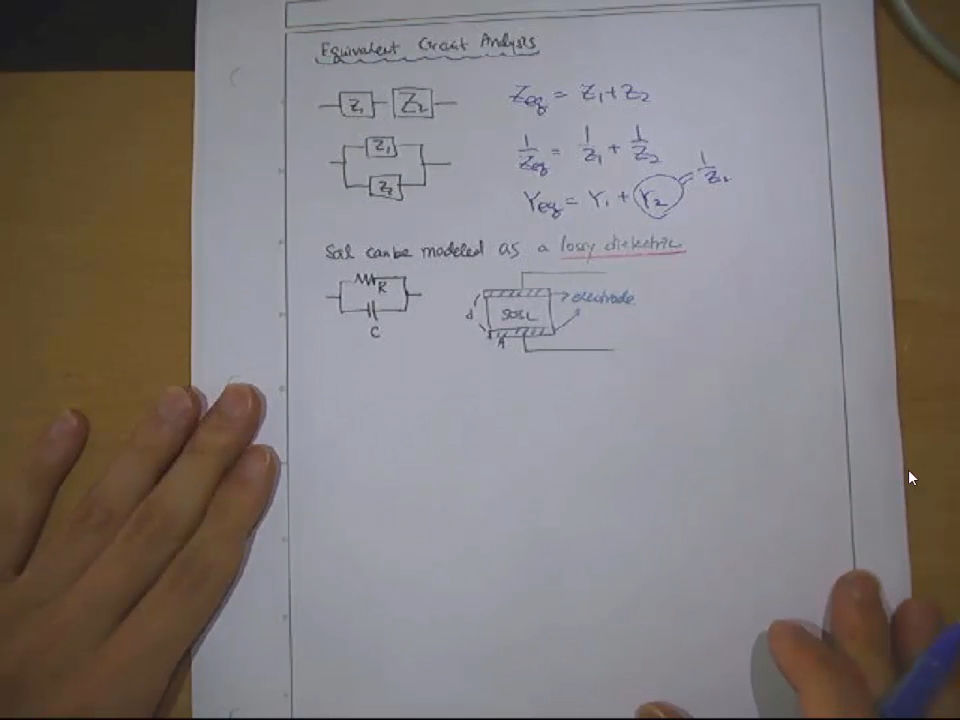 Equivalent Circuit Analysis
Z1 Z2 Zeq = Z1 + Z2
Z1
1/Zeq = 1/Z1 + 1/Z2
Z2
Yeq = Y1 + Y2 = 1/Z2
Soil can be modeled as a lossy dielectric
R
electrode
d SOIL
C
A